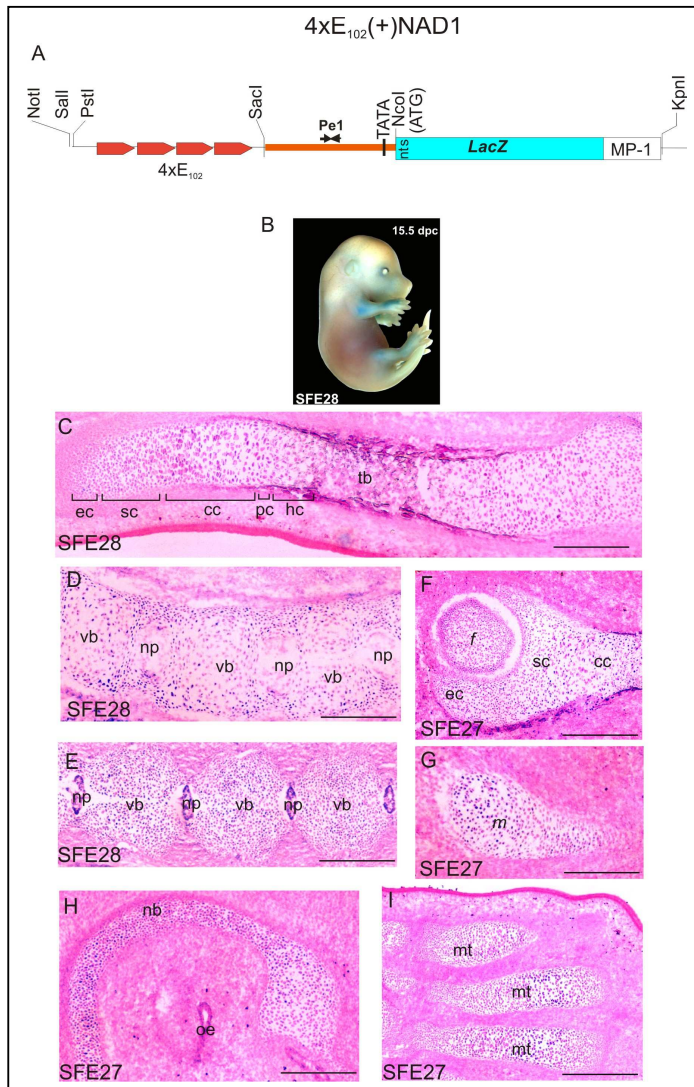 4xE102(+)NAD1
A
NotI
SalI
PstI
SacI
Pe1
TATA
NcoI
(ATG)
KpnI
4xE102
nts
LacZ
MP-1
B
15.5 dpc
SFE28
C
tb
ec
sc
cc
pc
hc
SFE28
D
vb
np
vb
np
vb
np
SFE28
E
np
vb
np
vb
np
vb
SFE28
F
f
sc
cc
ec
SFE27
G
m
SFE27
H
nb
oe
SFE27
I
mt
mt
mt
SFE27